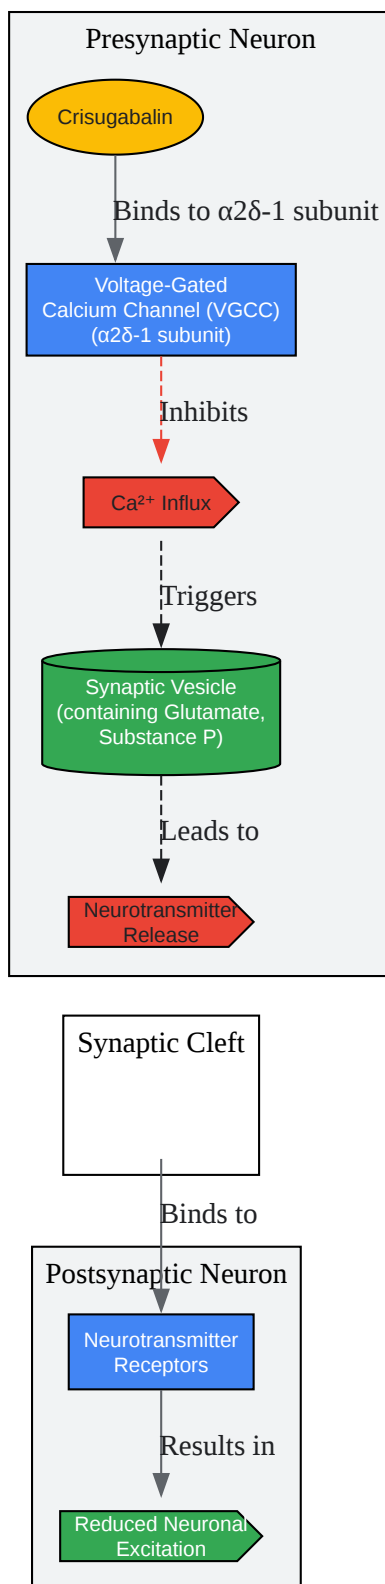 Presynaptic Neuron
Crisugabalin
Binds to α2δ-1 subunit
Voltage-Gated
Calcium Channel (VGCC)
(α2δ-1 subunit)
Inhibits
Ca²⁺ Influx
Triggers
Synaptic Vesicle
(containing Glutamate,
Substance P)
Leads to
Neurotransmitter
Release
Synaptic Cleft
Binds to
Postsynaptic Neuron
Neurotransmitter
Receptors
Results in
Reduced Neuronal
Excitation